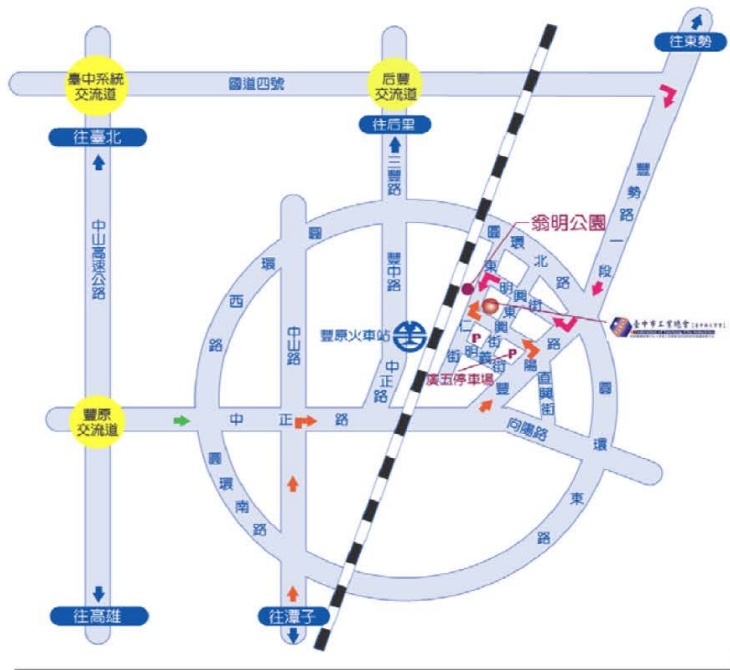 往東勢
臺中系統
交流道
國道四號
后豐
交流道
往臺北
往后里
三豐路
豐勢路一段
中山高速公路
圓環西路
中山路
豐中路
圓環北路
翁明公園
東仁街
明興街
東興街
明義街
豐陽路
豐原火車站
臺中市工業總會
P
P
廣五停車場
直興街
中正路
豐原
交流道
中正路
向陽路
圓環東路
圓環南路
往高雄
往潭子